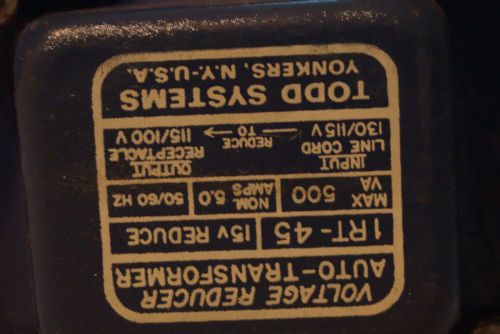 VOLTAGE REDUCER
AUTO-TRANSFORMER
1RT-45 15V REDUCE
MAX VA 500 NOM. AMPS 5.0 50/60 HZ
INPUT OUTPUT
LINE CORD REDUCE RECEPTACLE
130/115V TO 115/100V
TODD SYSTEMS
YONKERS, N.Y.-U.S.A.